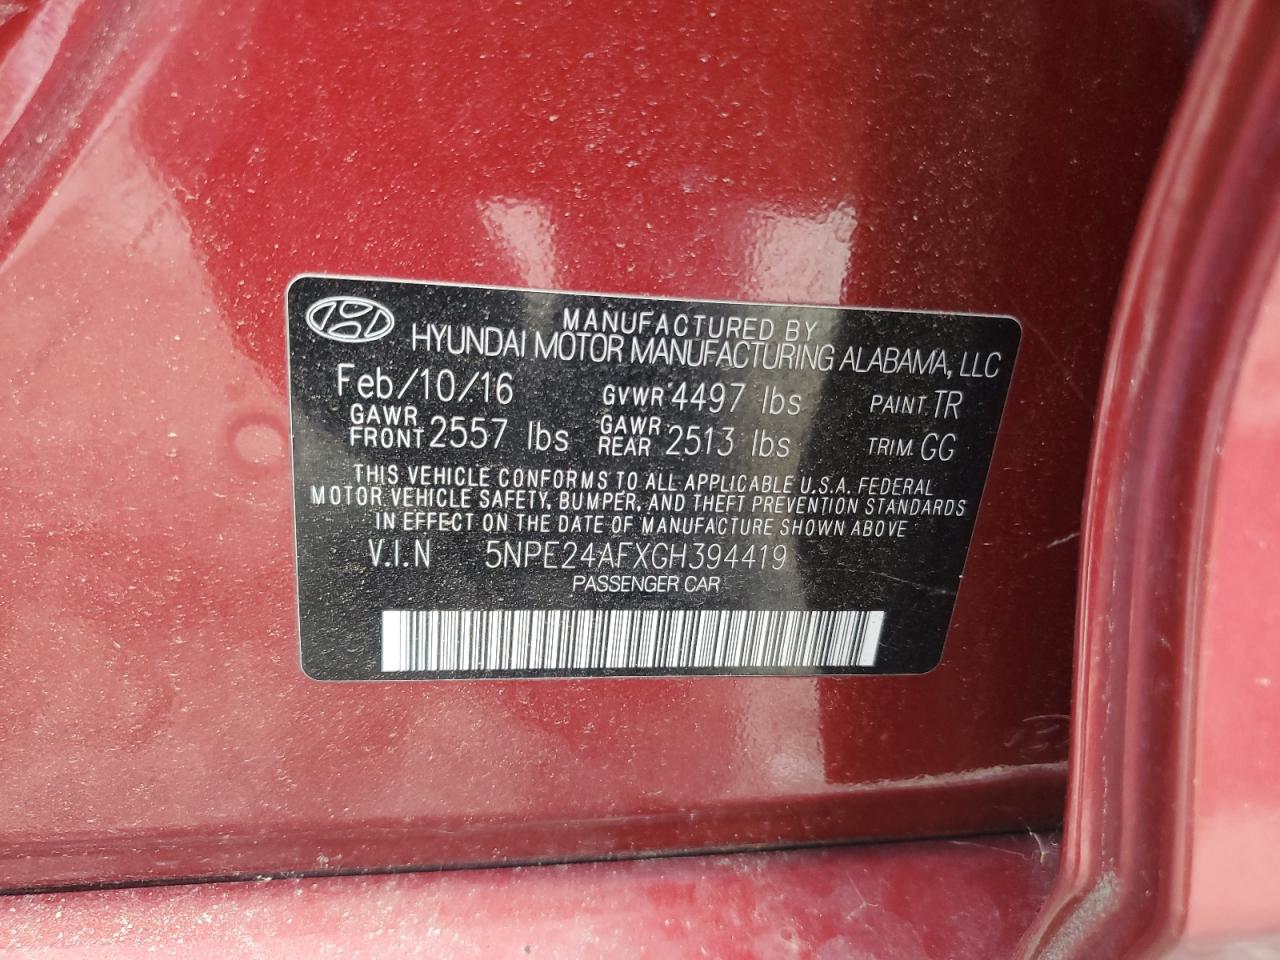 MANUFACTURED BY
HYUNDAI MOTOR MANUFACTURING ALABAMA, LLC
Feb/10/16 GVWR 4497 lbs PAINT. TR
GAWR FRONT 2557 lbs GAWR REAR 2513 lbs TRIM. GG
THIS VEHICLE CONFORMS TO ALL APPLICABLE U.S.A. FEDERAL
MOTOR VEHICLE SAFETY, BUMPER, AND THEFT PREVENTION STANDARDS
IN EFFECT ON THE DATE OF MANUFACTURE SHOWN ABOVE
V.I.N 5NPE24AFXGH394419
PASSENGER CAR